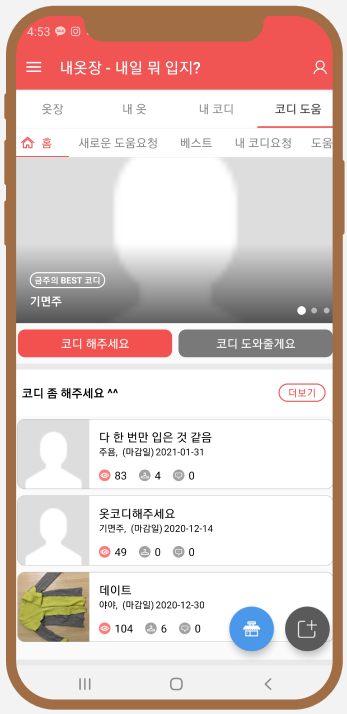 4:53
내옷장 - 내일 뭐 입지?
옷장 내 옷 내 코디 코디 도움
홈 새로운 도움요청 베스트 내 코디요청 도움
금주의 BEST 코디
기면주
코디 해주세요 코디 도와줄게요
코디 좀 해주세요 ^^ 더보기
다 한 번만 입은 것 같음
주음, (마감일) 2021-01-31
83 4 0
옷코디해주세요
기면주, (마감일) 2020-12-14
49 0 0
데이트
야야, (마감일) 2020-12-30
104 6 0